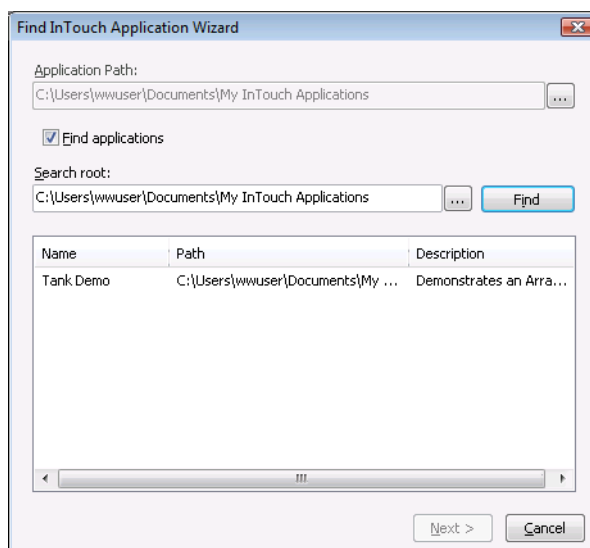 Find InTouch Application Wizard
Application Path:
C:\Users\wwuser\Documents\My InTouch Applications
...
Find applications
Search root:
C:\Users\wwuser\Documents\My InTouch Applications
... Find
Name Path Description
Tank Demo C:\Users\wwuser\Documents\My ... Demonstrates an Arra...
Next > Cancel